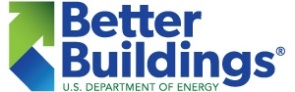 Better
Buildings®
U.S. DEPARTMENT OF ENERGY